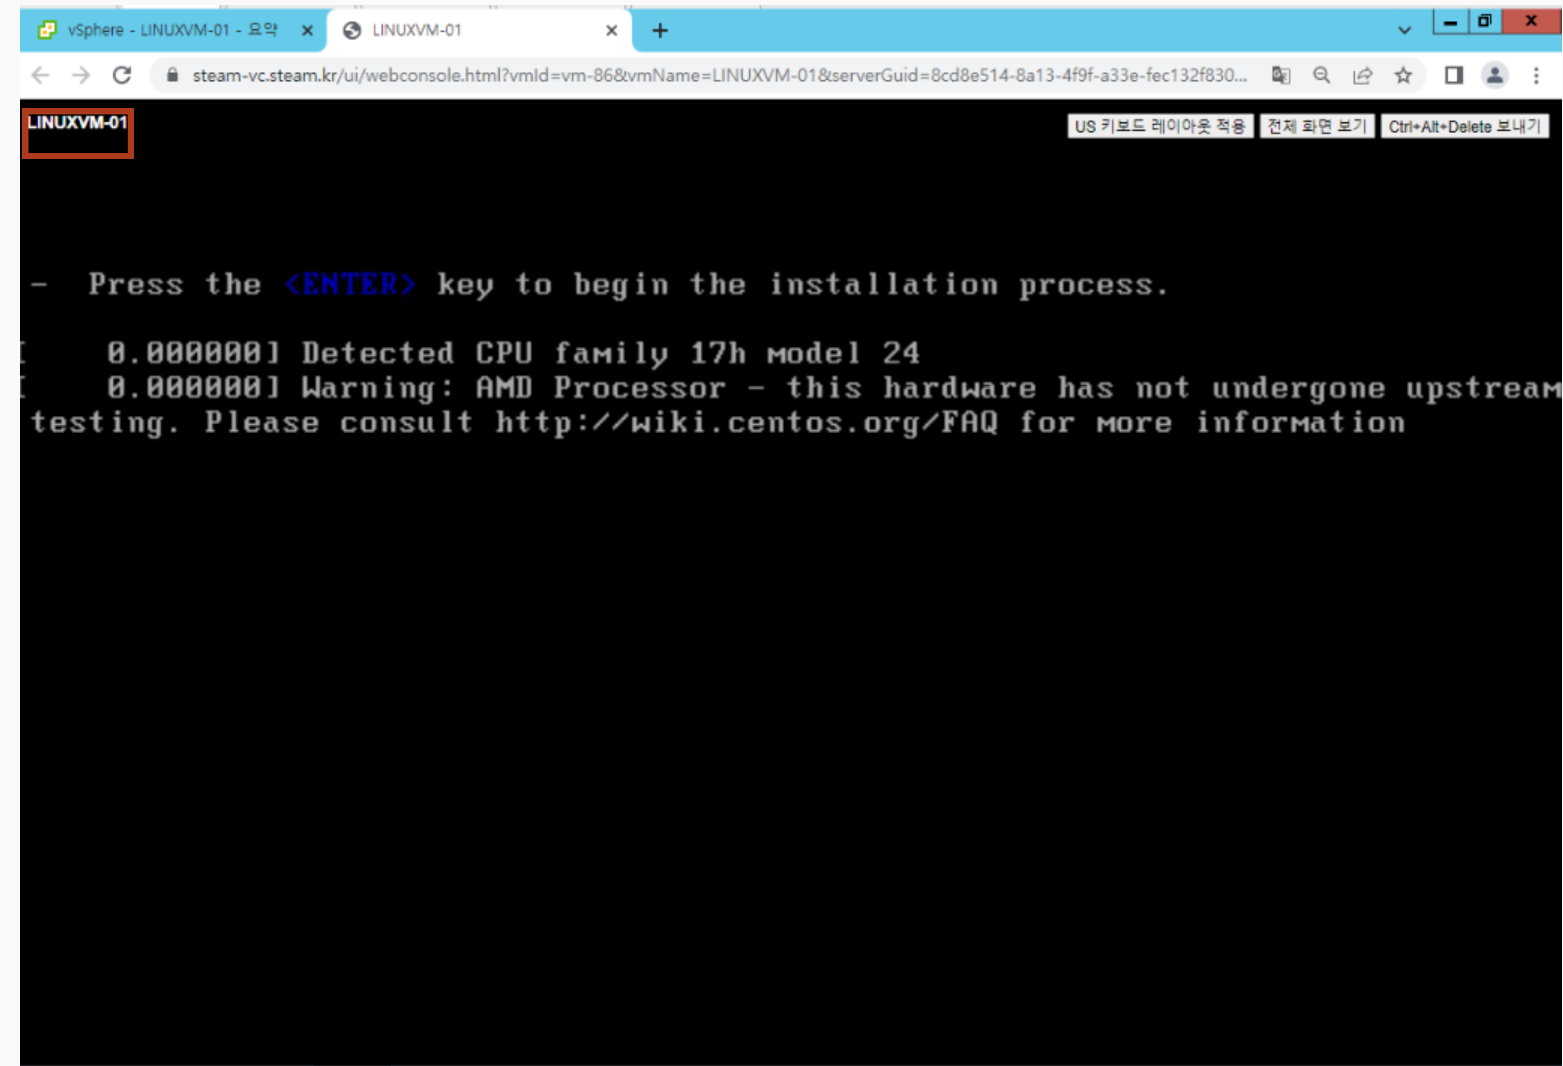 vSphere - LINUXVM-01 - 요약
LINUXVM-01
steam-vc.steam.kr/ui/webconsole.html?vmId=vm-86&vmName=LINUXVM-01&serverGuid=8cd8e514-8a13-4f9f-a33e-fec132f830...
LINUXVM-01
US 키보드 레이아웃 적용
전체 화면 보기
Ctrl+Alt+Delete 보내기
- Press the <ENTER> key to begin the installation process.
[ 0.000000] Detected CPU family 17h model 24
[ 0.000000] Warning: AMD Processor - this hardware has not undergone upstream
testing. Please consult http://wiki.centos.org/FAQ for more information